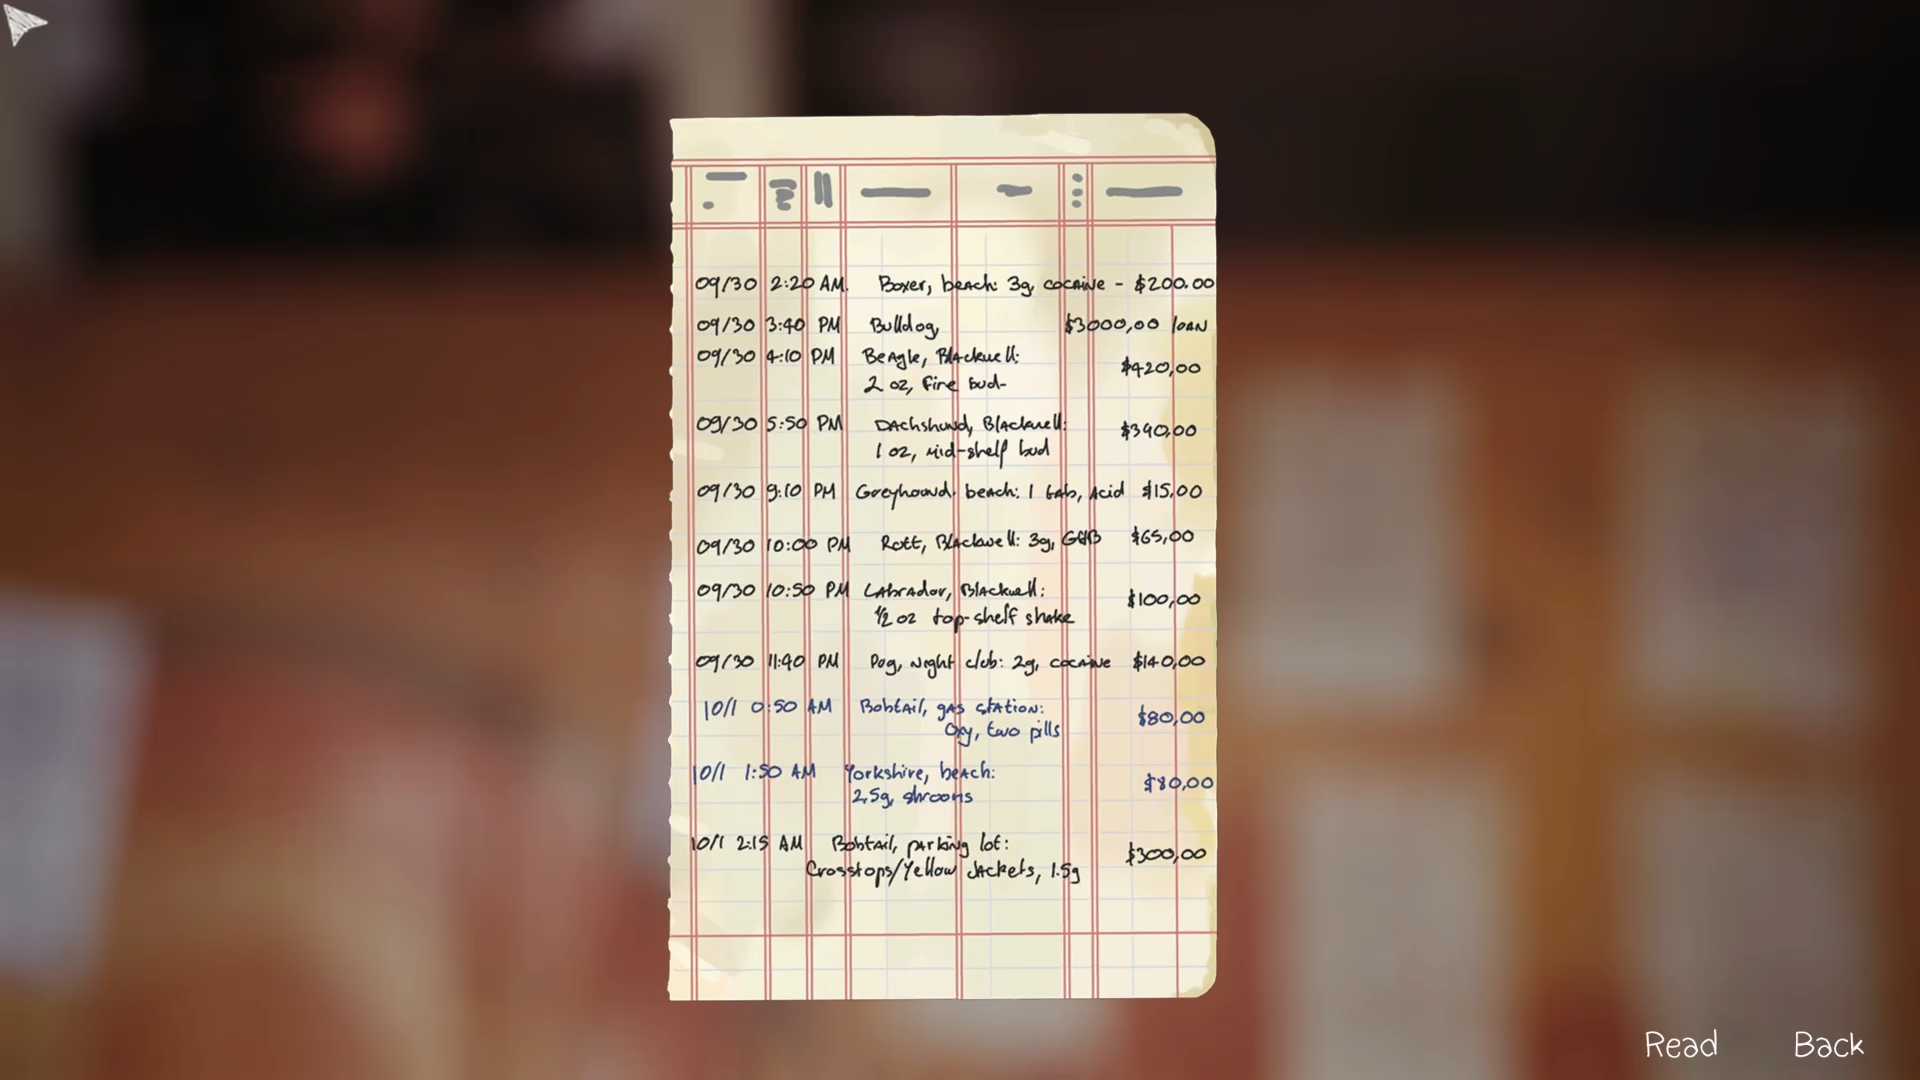 09/30 2:20 AM. Boxer, beach: 3g, cocaine - $200.00
09/30 3:40 PM Bulldog, $3000,00 loan
09/30 4:10 PM Beagle, Blackwell:
2 oz, fine bud- $420,00
09/30 5:50 PM Dachshund, Blackwell: $340,00
1 oz, mid-shelf bud
09/30 9:10 PM Greyhound, beach: 1 tab, acid $15,00
09/30 10:00 PM Rott, Blackwell: 3g, GHB $65,00
09/30 10:50 PM Labrador, Blackwell: $100,00
1/2 oz top-shelf shake
09/30 11:40 PM Pog, night club: 2g, cocaine $140,00
10/1 0:50 AM Bobtail, gas station: $80,00
Oxy, two pills
10/1 1:50 AM Yorkshire, beach: $80,00
2,5g, shrooms
10/1 2:15 AM Bobtail, parking lot: $300,00
Crosstops/Yellow Jackets, 1.5g
Read Back